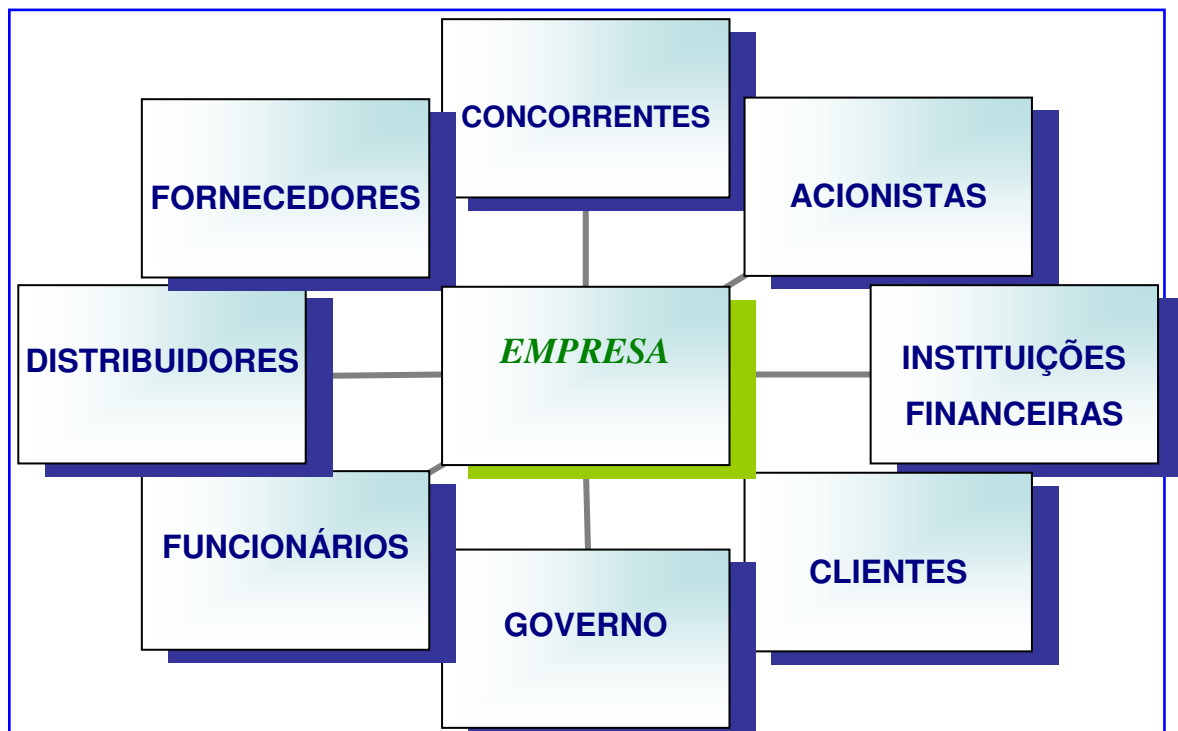 CONCORRENTES
FORNECEDORES
ACIONISTAS
DISTRIBUIDORES
EMPRESA
INSTITUIÇÕES
FINANCEIRAS
FUNCIONÁRIOS
CLIENTES
GOVERNO